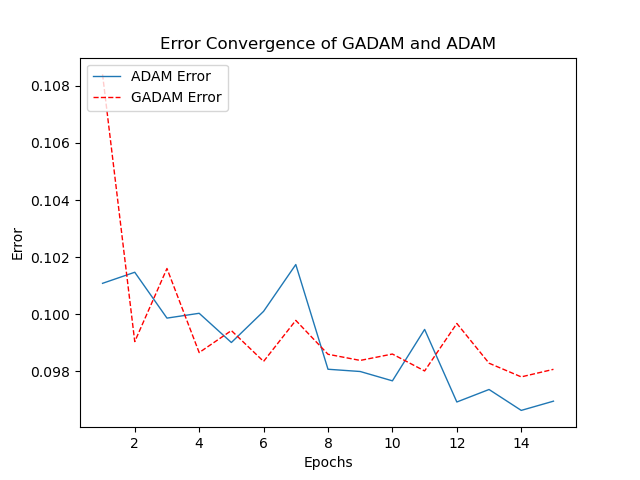 Error Convergence of GADAM and ADAM
ADAM Error
GADAM Error
0.108
0.106
0.104
0.102
0.100
0.098
Error
2 4 6 8 10 12 14
Epochs